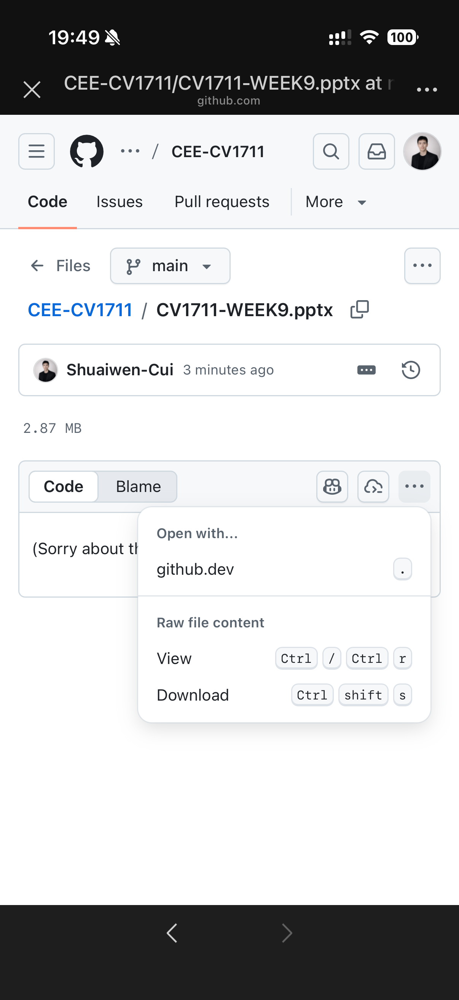 19:49
100
CEE-CV1711/CV1711-WEEK9.pptx at r
github.com
/ CEE-CV1711
Code Issues Pull requests More
Files main
CEE-CV1711 / CV1711-WEEK9.pptx
Shuaiwen-Cui 3 minutes ago
2.87 MB
Code Blame
Open with...
(Sorry about th
github.dev .
Raw file content
View Ctrl / Ctrl r
Download Ctrl shift s